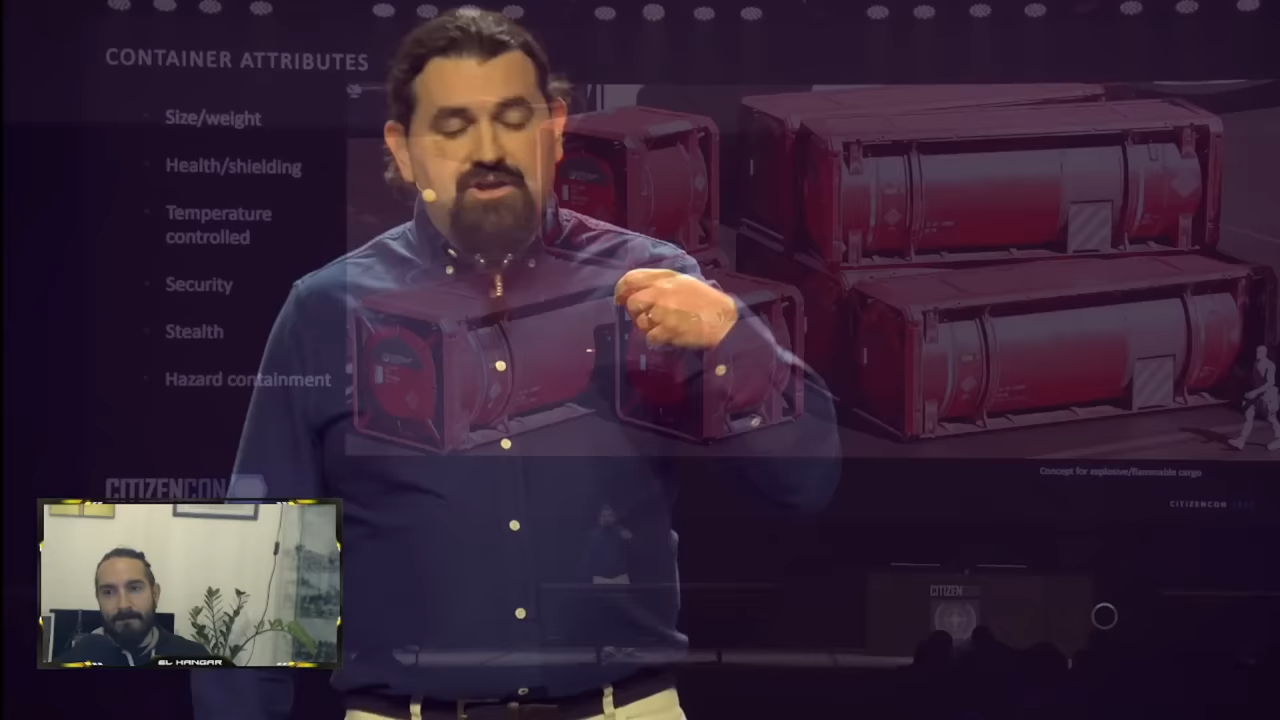 CONTAINER ATTRIBUTES
Size/weight
Health/shielding
Temperature
controlled
Security
Stealth
Hazard containment
Concept for explosive/flammable cargo
CITIZENCON
CITIZENCON
CITIZENCON
EL HANGAR